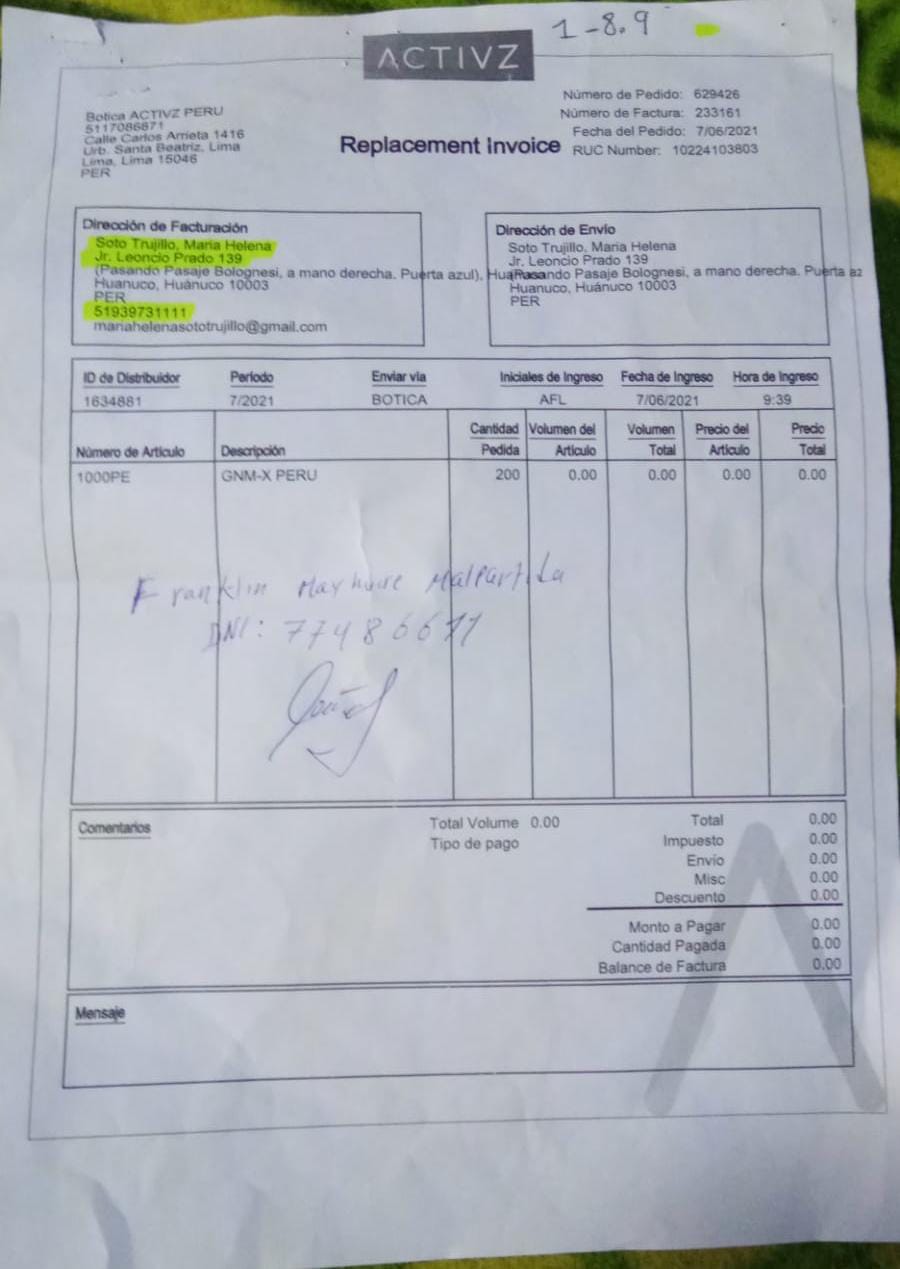 1-8.9
ACTIVZ
Botica ACTIVZ PERU
5117086871
Calle Carlos Arrieta 1416
Urb. Santa Beatriz, Lima
Lima, Lima 15046
PER
Replacement Invoice
Número de Pedido: 629426
Número de Factura: 233161
Fecha del Pedido: 7/06/2021
RUC Number: 10224103803
Dirección de Facturación
Soto Trujillo, Maria Helena
Jr. Leoncio Prado 139
(Pasando Pasaje Bolognesi, a mano derecha. Puerta azul),
Huanuco, Huánuco 10003
PER
51939731111
mariahelenasototrujillo@gmail.com
Dirección de Envío
Soto Trujillo, Maria Helena
Jr. Leoncio Prado 139
Pasando Pasaje Bolognesi, a mano derecha. Puerta az
Huanuco, Huánuco 10003
PER
ID de Distribuidor Período Enviar vía Iniciales de Ingreso Fecha de Ingreso Hora de Ingreso
1634881 7/2021 BOTICA AFL 7/06/2021 9:39
Número de Artículo Descripción Cantidad Pedida Volumen del Artículo Volumen Total Precio del Artículo Precio Total
1000PE GNM-X PERU 200 0.00 0.00 0.00 0.00
Franklin Mayhuire Malpartida
DNI: 77486671
Comentarios
Total Volume 0.00
Tipo de pago
Total 0.00
Impuesto 0.00
Envío 0.00
Misc 0.00
Descuento 0.00
Monto a Pagar 0.00
Cantidad Pagada 0.00
Balance de Factura 0.00
Mensaje